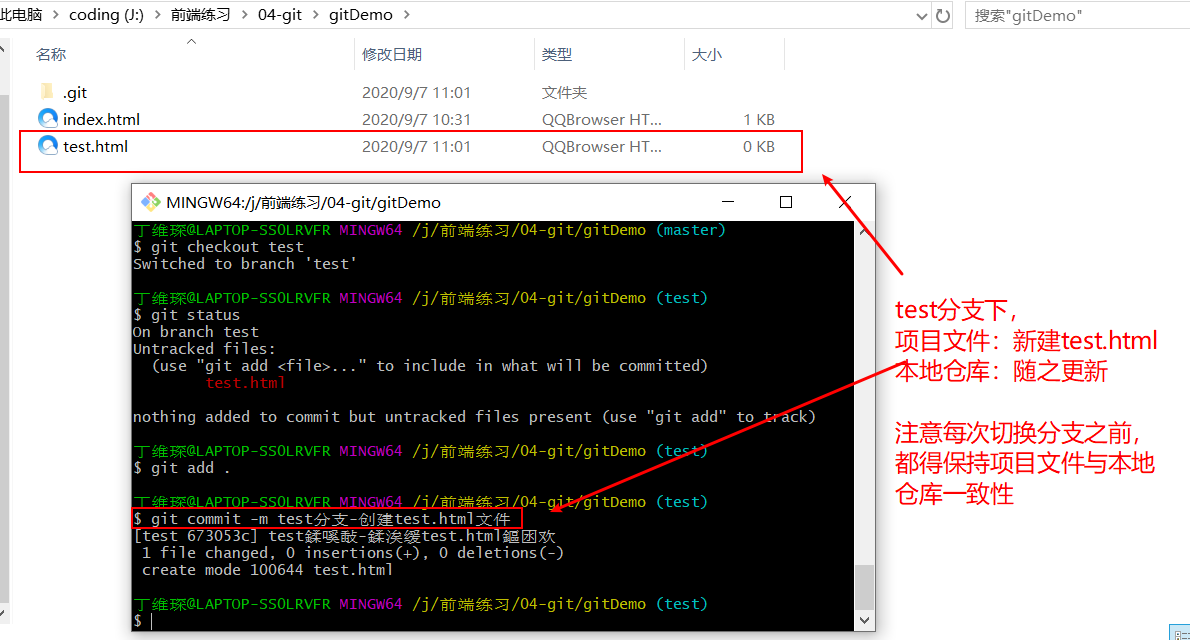 此电脑 › coding (J:) › 前端练习 › 04-git › gitDemo ›
搜索"gitDemo"
名称 修改日期 类型 大小
.git 2020/9/7 11:01 文件夹
index.html 2020/9/7 10:31 QQBrowser HT... 1 KB
test.html 2020/9/7 11:01 QQBrowser HT... 0 KB
MINGW64:/j/前端练习/04-git/gitDemo
丁维琛@LAPTOP-SSOLRVFR MINGW64 /j/前端练习/04-git/gitDemo (master)
$ git checkout test
Switched to branch 'test'
丁维琛@LAPTOP-SSOLRVFR MINGW64 /j/前端练习/04-git/gitDemo (test)
$ git status
On branch test
Untracked files:
(use "git add <file>..." to include in what will be committed)
test.html
nothing added to commit but untracked files present (use "git add" to track)
丁维琛@LAPTOP-SSOLRVFR MINGW64 /j/前端练习/04-git/gitDemo (test)
$ git add .
丁维琛@LAPTOP-SSOLRVFR MINGW64 /j/前端练习/04-git/gitDemo (test)
$ git commit -m test分支-创建test.html文件
[test 673053c] test鍒嗘敮-鍒涘缓test.html鏂囦欢
1 file changed, 0 insertions(+), 0 deletions(-)
create mode 100644 test.html
丁维琛@LAPTOP-SSOLRVFR MINGW64 /j/前端练习/04-git/gitDemo (test)
$
test分支下，
项目文件：新建test.html
本地仓库：随之更新
注意每次切换分支之前，
都得保持项目文件与本地
仓库一致性